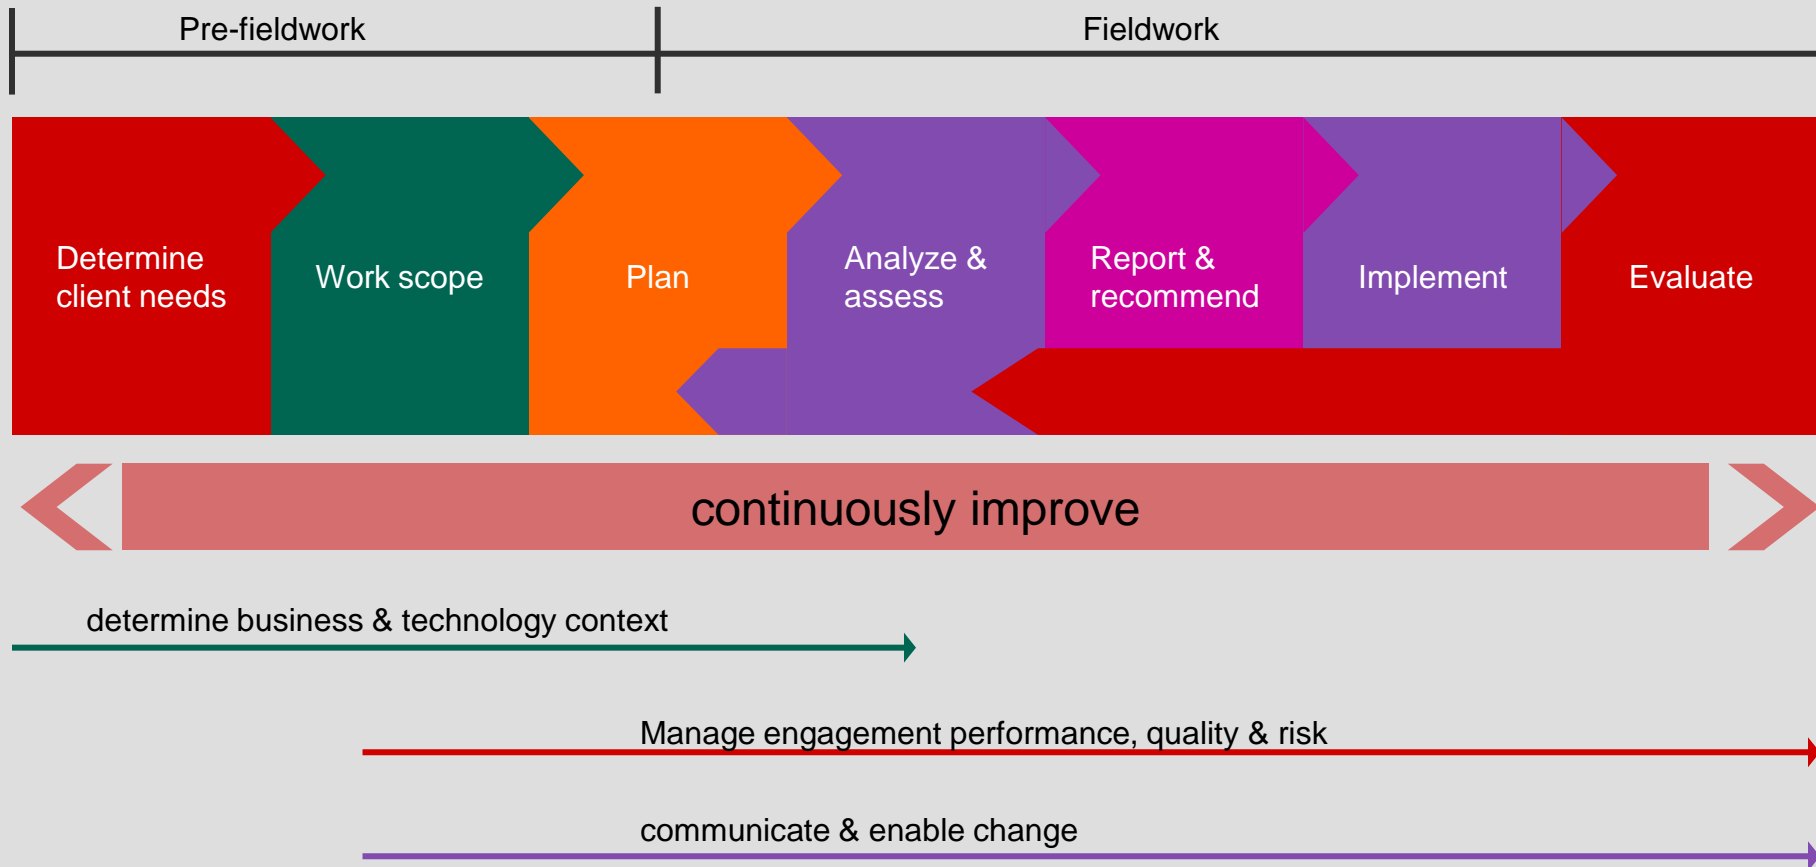 Pre-fieldwork
Fieldwork
Determine
client needs
Work scope
Plan
Analyze &
assess
Report &
recommend
Implement
Evaluate
continuously improve
determine business & technology context
Manage engagement performance, quality & risk
communicate & enable change